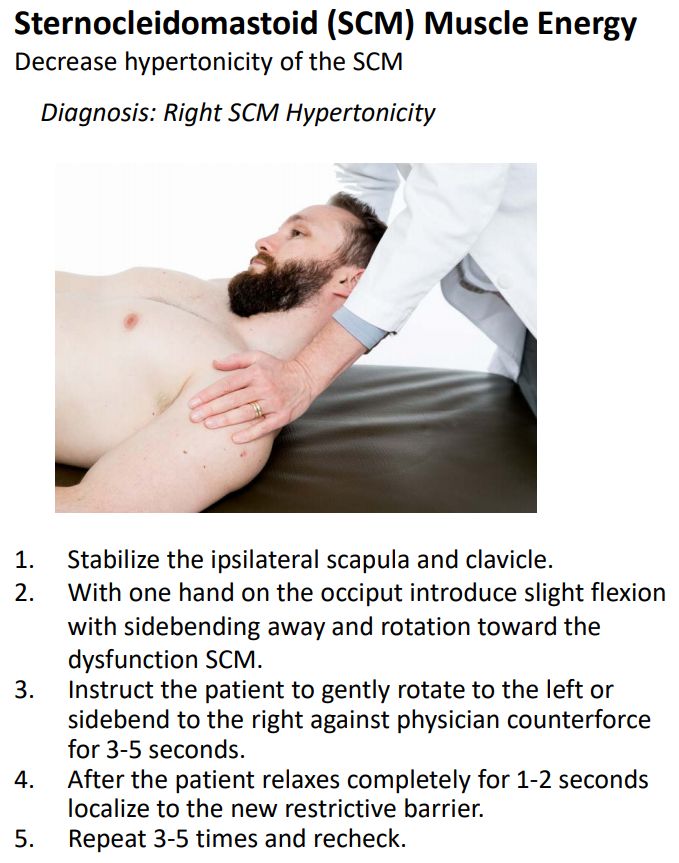 Sternocleidomastoid (SCM) Muscle Energy
Decrease hypertonicity of the SCM
Diagnosis: Right SCM Hypertonicity
1. Stabilize the ipsilateral scapula and clavicle.
2. With one hand on the occiput introduce slight flexion
with sidebending away and rotation toward the
dysfunction SCM.
3. Instruct the patient to gently rotate to the left or
sidebend to the right against physician counterforce
for 3-5 seconds.
4. After the patient relaxes completely for 1-2 seconds
localize to the new restrictive barrier.
5. Repeat 3-5 times and recheck.